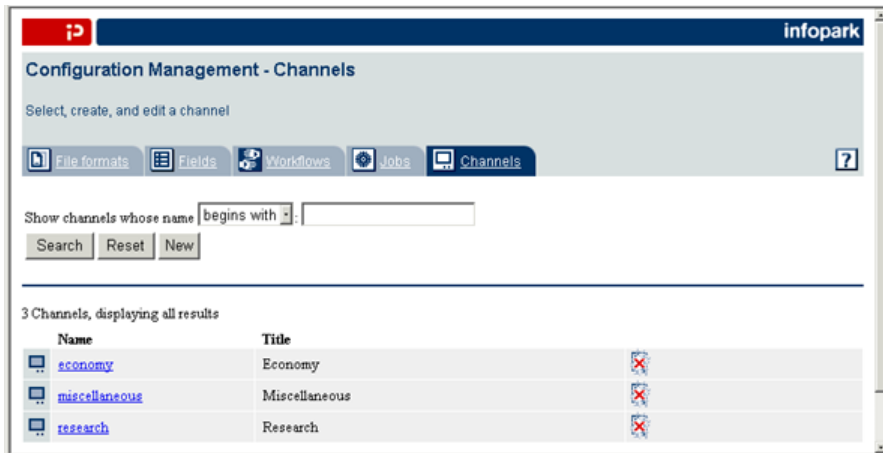 infopark
Configuration Management - Channels
Select, create, and edit a channel
File formats Fields Workflows Jobs Channels ?
Show channels whose name begins with :
Search Reset New
3 Channels, displaying all results
Name Title
economy Economy
miscellaneous Miscellaneous
research Research